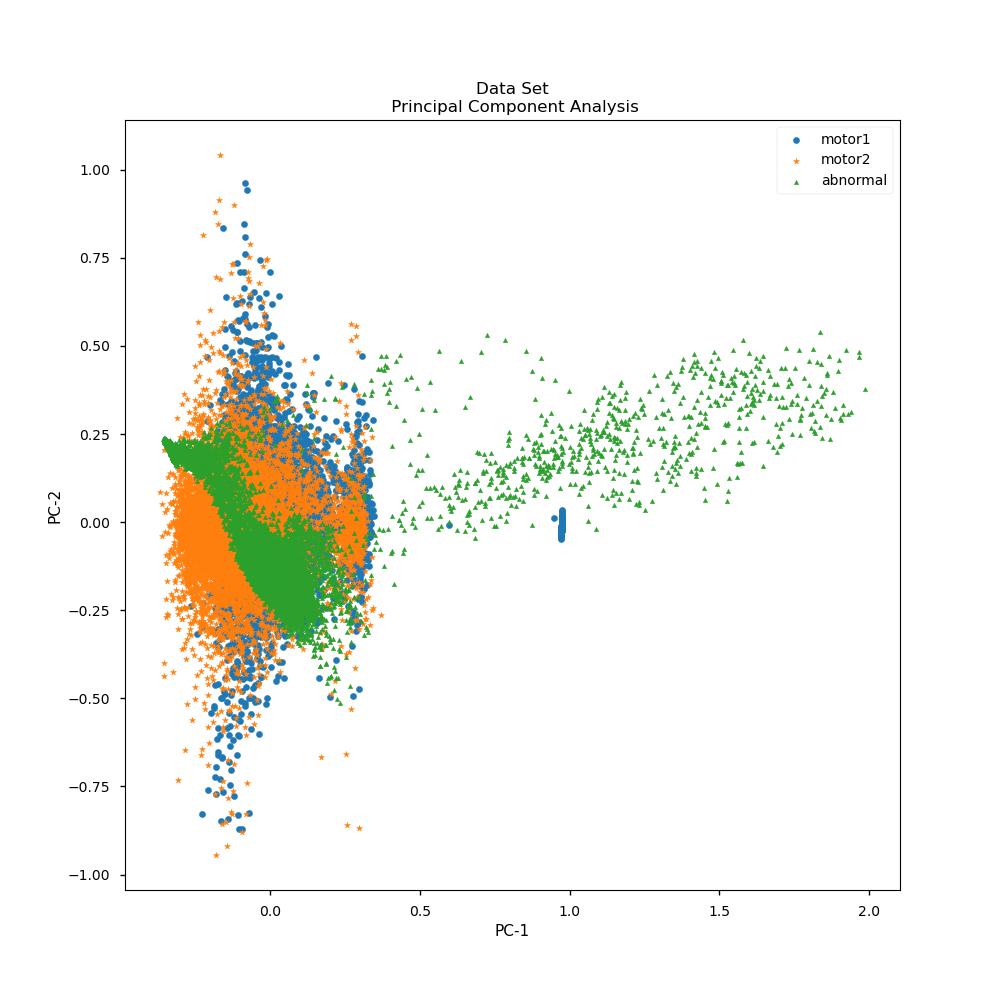 Data Set
Principal Component Analysis
motor1
motor2
abnormal
1.00
0.75
0.50
0.25
0.00
−0.25
−0.50
−0.75
−1.00
PC-2
0.0 0.5 1.0 1.5 2.0
PC-1